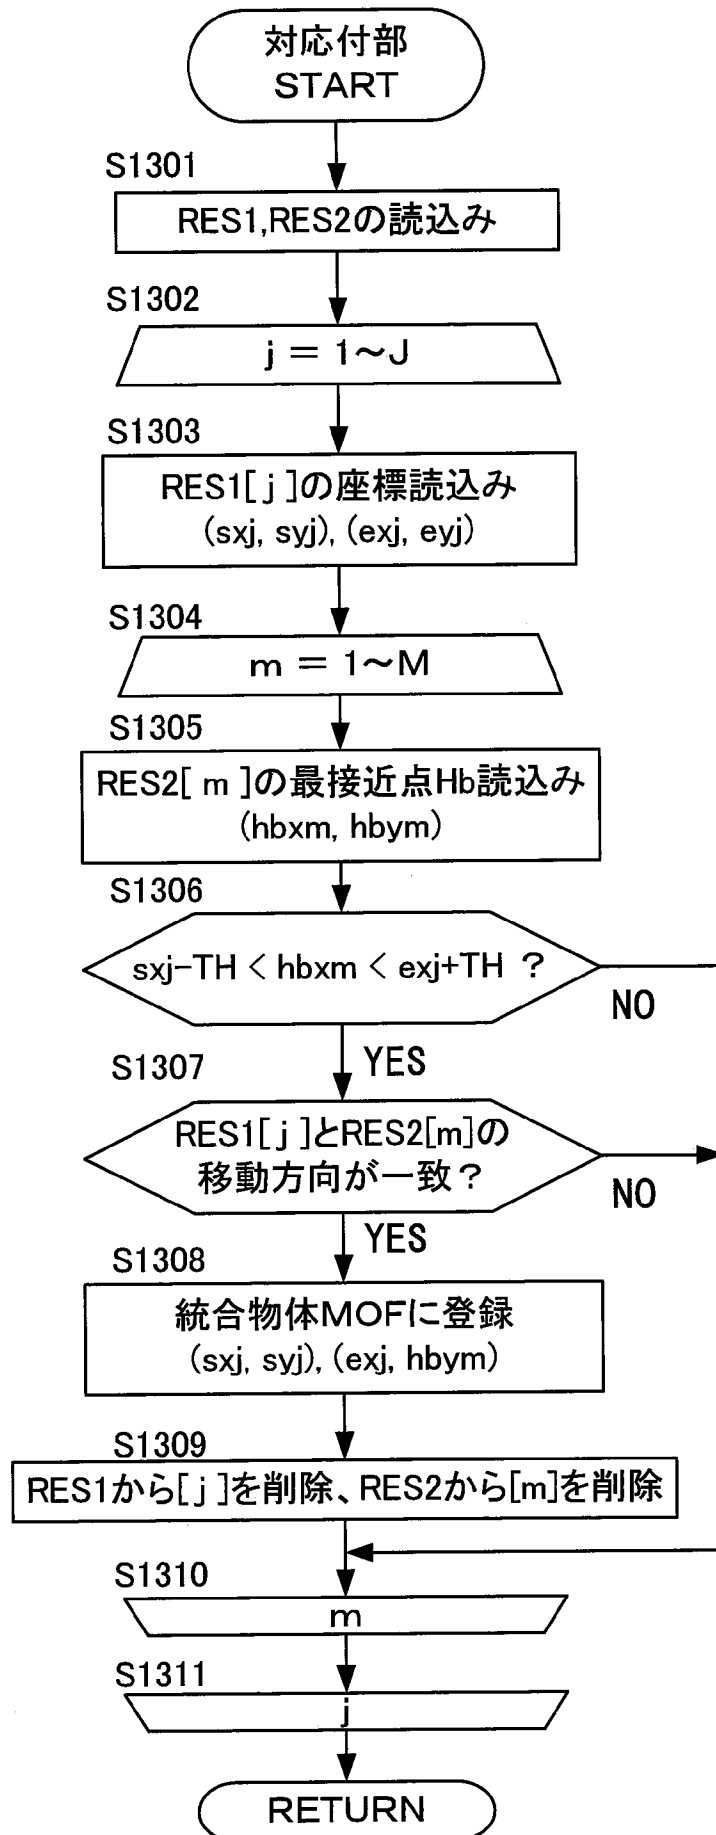 対応付部
START
S1301
RES1,RES2の読込み
S1302
j = 1~J
S1303
RES1[j]の座標読込み
(sxj, syj), (exj, eyj)
S1304
m = 1~M
S1305
RES2[ m ]の最接近点Hb読込み
(hbxm, hbym)
S1306
sxj-TH < hbxm < exj+TH ?
NO
YES
S1307
RES1[j]とRES2[m]の
移動方向が一致?
NO
YES
S1308
統合物体MOFに登録
(sxj, syj), (exj, hbym)
S1309
RES1から[j]を削除、RES2から[m]を削除
S1310
m
S1311
j
RETURN